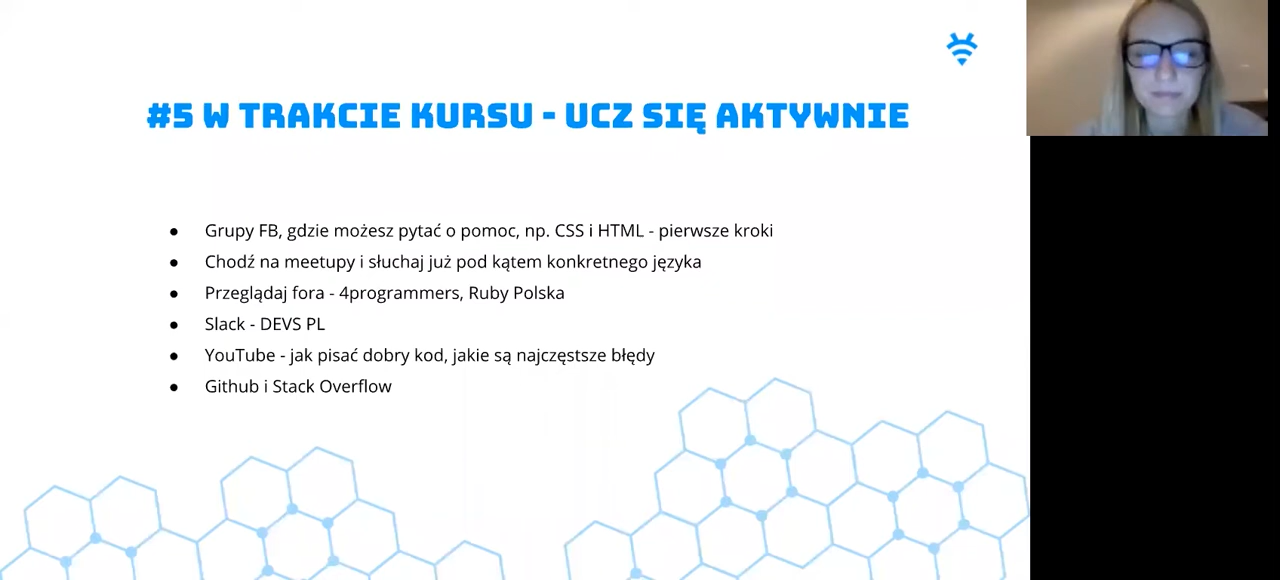 #5 W TRAKCIE KURSU - UCZ SIĘ AKTYWNIE
● Grupy FB, gdzie możesz pytać o pomoc, np. CSS i HTML - pierwsze kroki
● Chodź na meetupy i słuchaj już pod kątem konkretnego języka
● Przeglądaj fora - 4programmers, Ruby Polska
● Slack - DEVS PL
● YouTube - jak pisać dobry kod, jakie są najczęstsze błędy
● Github i Stack Overflow